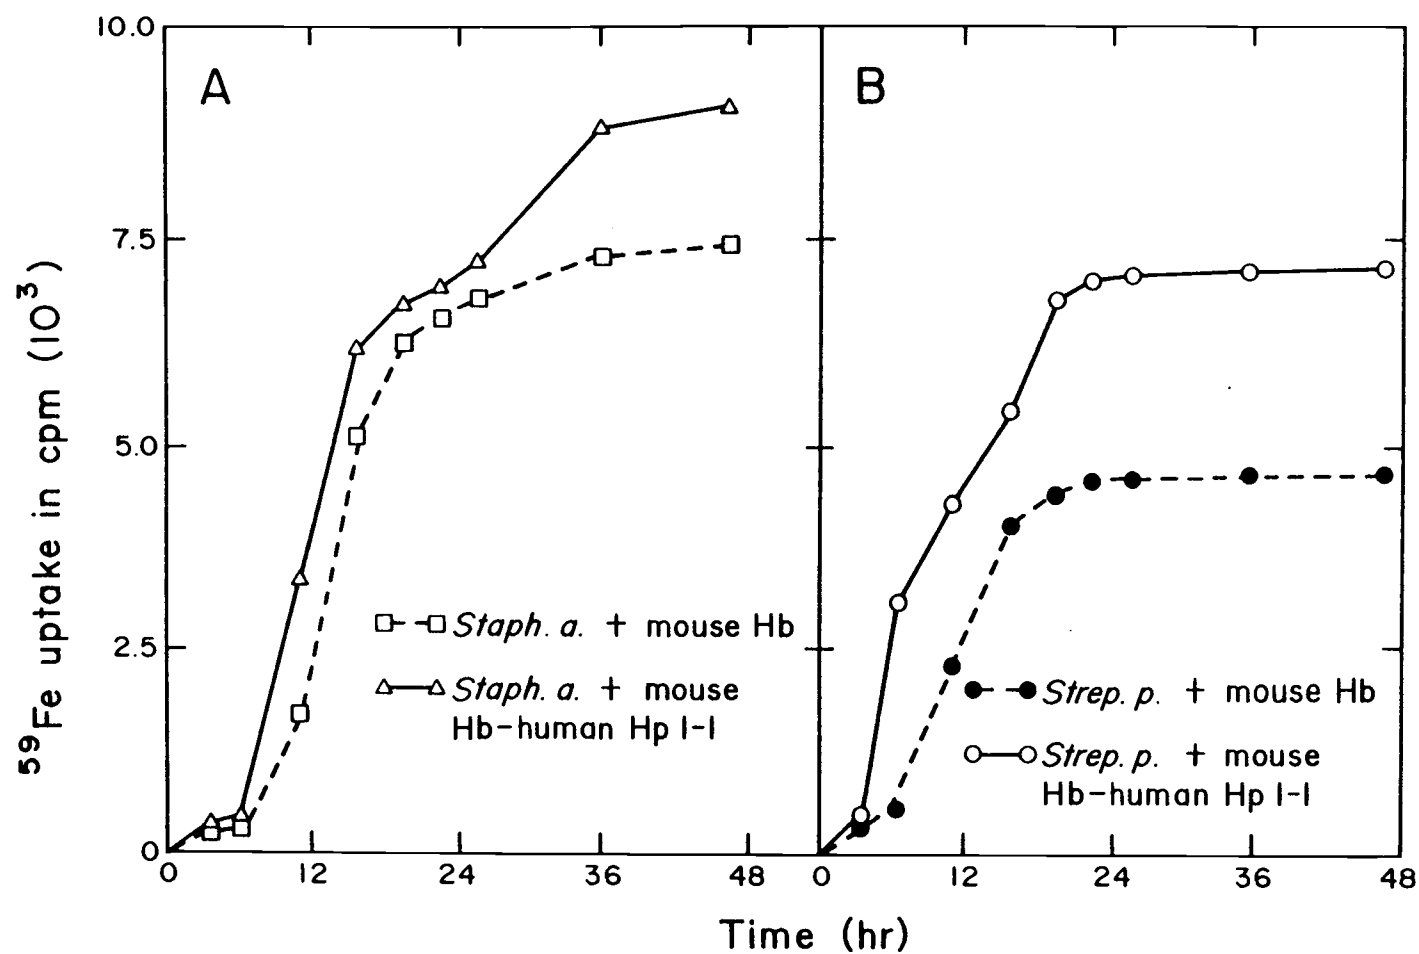 10.0
A
B
7.5
5.0
2.5
0
⁵⁹Fe uptake in cpm (10³)
Staph. a. + mouse Hb
Staph. a. + mouse
Hb-human Hp 1-1
Strep. p. + mouse Hb
Strep. p. + mouse
Hb-human Hp 1-1
0 12 24 36 48
0 12 24 36 48
Time (hr)